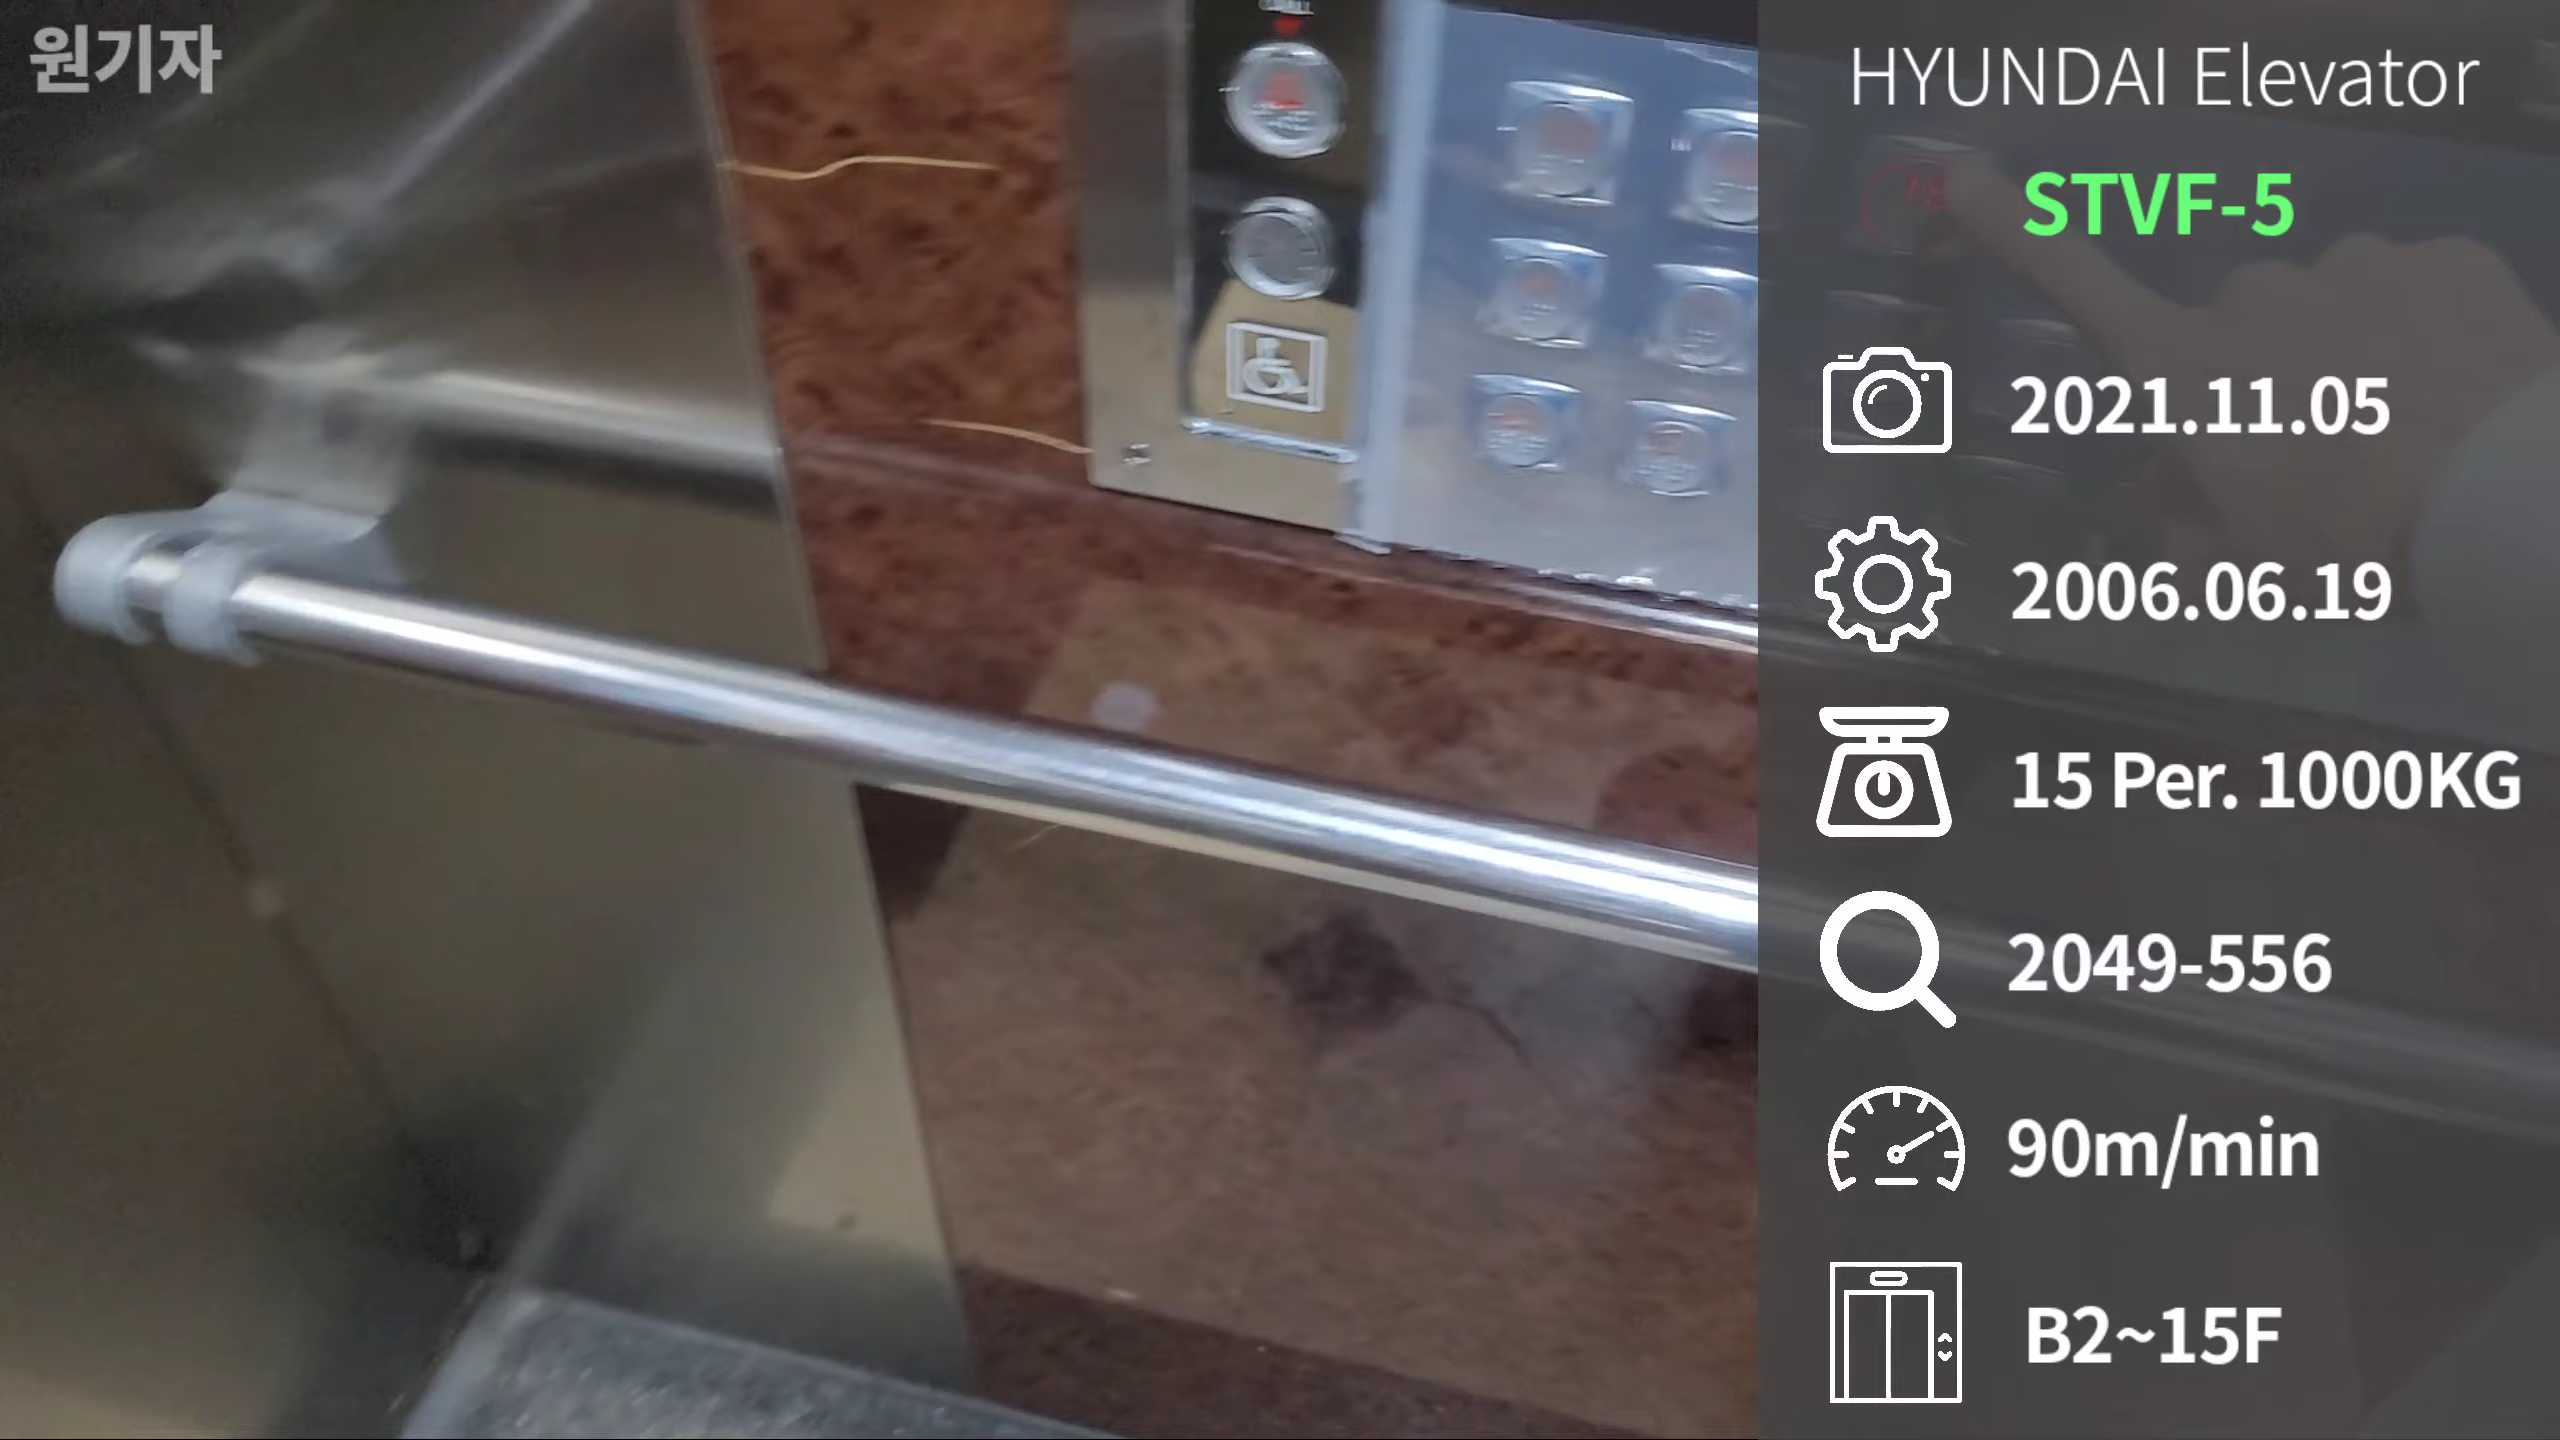 원기자
HYUNDAI Elevator
STVF-5
2021.11.05
2006.06.19
15 Per. 1000KG
2049-556
90m/min
B2~15F